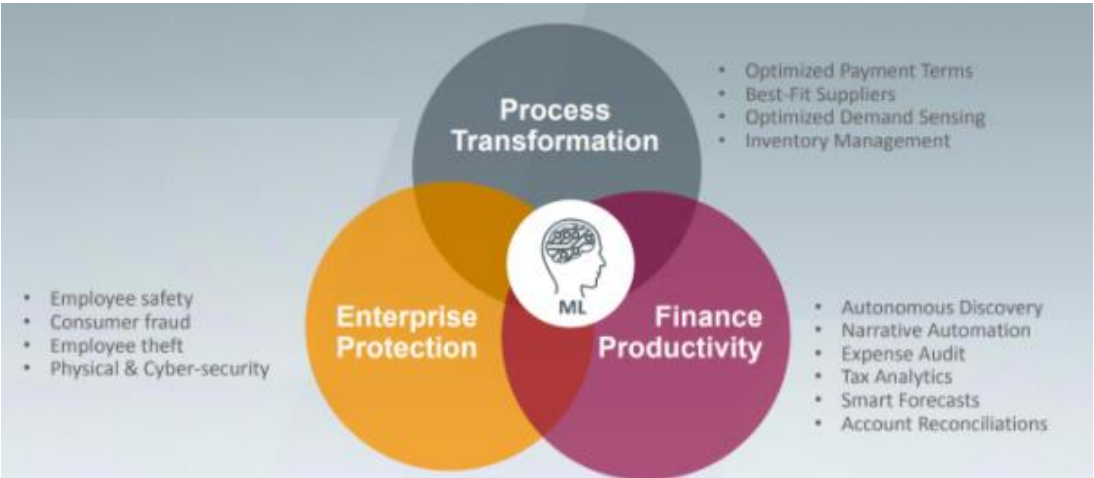 Process
Transformation
• Optimized Payment Terms
• Best-Fit Suppliers
• Optimized Demand Sensing
• Inventory Management
ML
Enterprise
Protection
• Employee safety
• Consumer fraud
• Employee theft
• Physical & Cyber-security
Finance
Productivity
• Autonomous Discovery
• Narrative Automation
• Expense Audit
• Tax Analytics
• Smart Forecasts
• Account Reconciliations